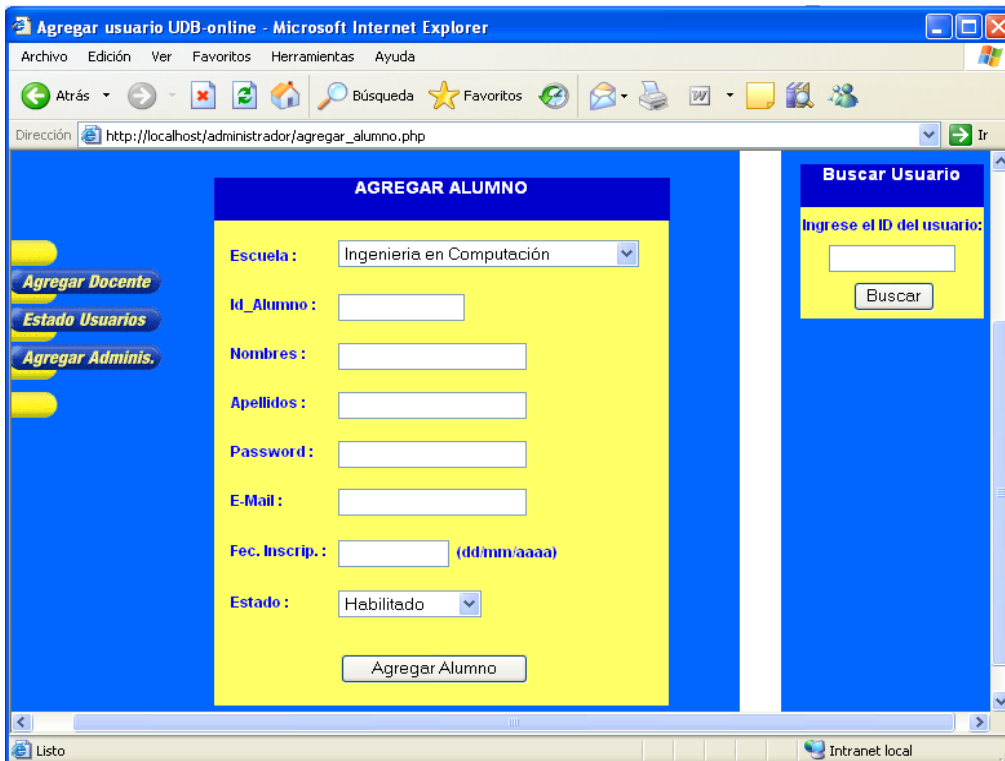 Agregar usuario UDB-online - Microsoft Internet Explorer
Archivo Edición Ver Favoritos Herramientas Ayuda
Atrás Búsqueda Favoritos
Dirección http://localhost/administrador/agregar_alumno.php Ir
Agregar Docente
Estado Usuarios
Agregar Adminis.
AGREGAR ALUMNO
Escuela : Ingenieria en Computación
Id_Alumno :
Nombres :
Apellidos :
Password :
E-Mail :
Fec. Inscrip. : (dd/mm/aaaa)
Estado : Habilitado
Agregar Alumno
Buscar Usuario
Ingrese el ID del usuario:
Buscar
Listo Intranet local